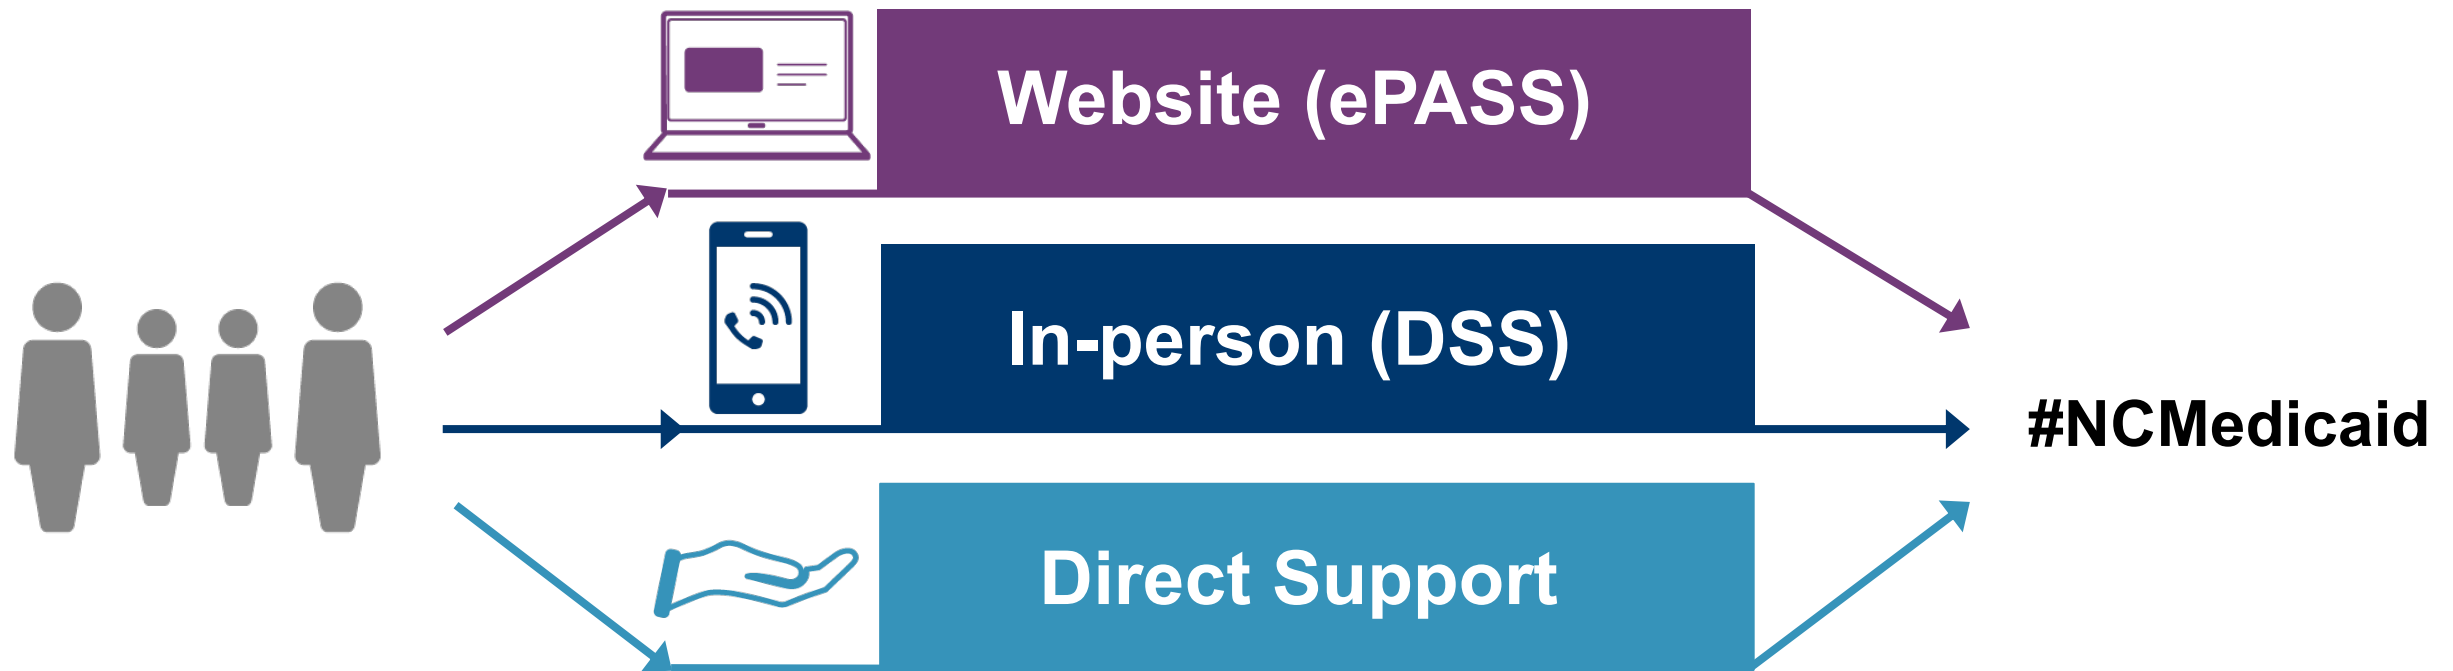 Website (ePASS)
In-person (DSS)
#NCMedicaid
Direct Support